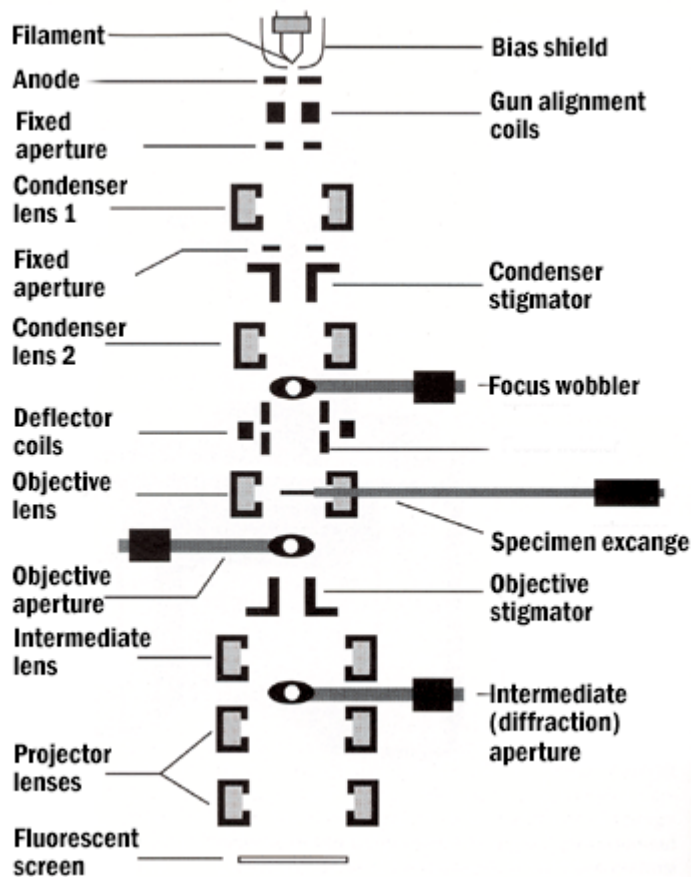 Filament
Bias shield
Anode
Gun alignment
coils
Fixed
aperture
Condenser
lens 1
Fixed
aperture
Condenser
stigmator
Condenser
lens 2
Focus wobbler
Deflector
coils
Objective
lens
Specimen excange
Objective
aperture
Objective
stigmator
Intermediate
lens
Intermediate
(diffraction)
aperture
Projector
lenses
Fluorescent
screen